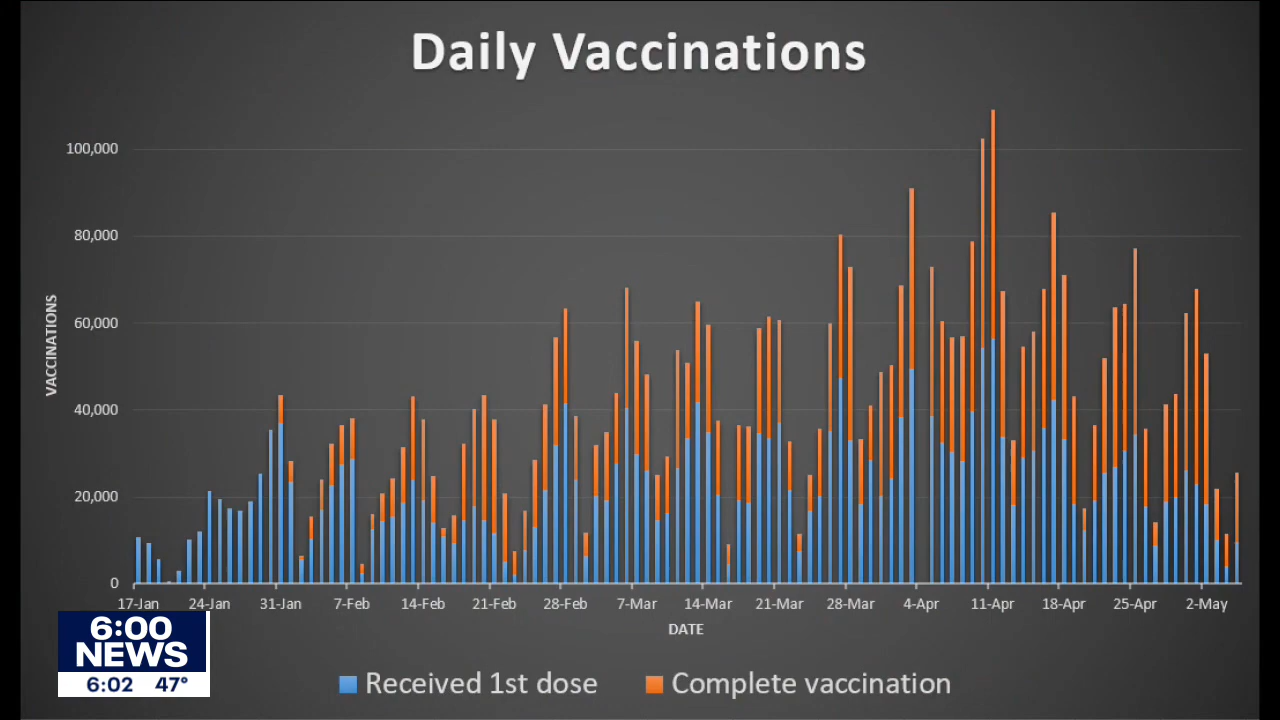 Daily Vaccinations
VACCINATIONS
100,000
80,000
60,000
40,000
20,000
0
17-Jan 24-Jan 31-Jan 7-Feb 14-Feb 21-Feb 28-Feb 7-Mar 14-Mar 21-Mar 28-Mar 4-Apr 11-Apr 18-Apr 25-Apr 2-May
DATE
Received 1st dose Complete vaccination
6:00
NEWS
6:02 47°